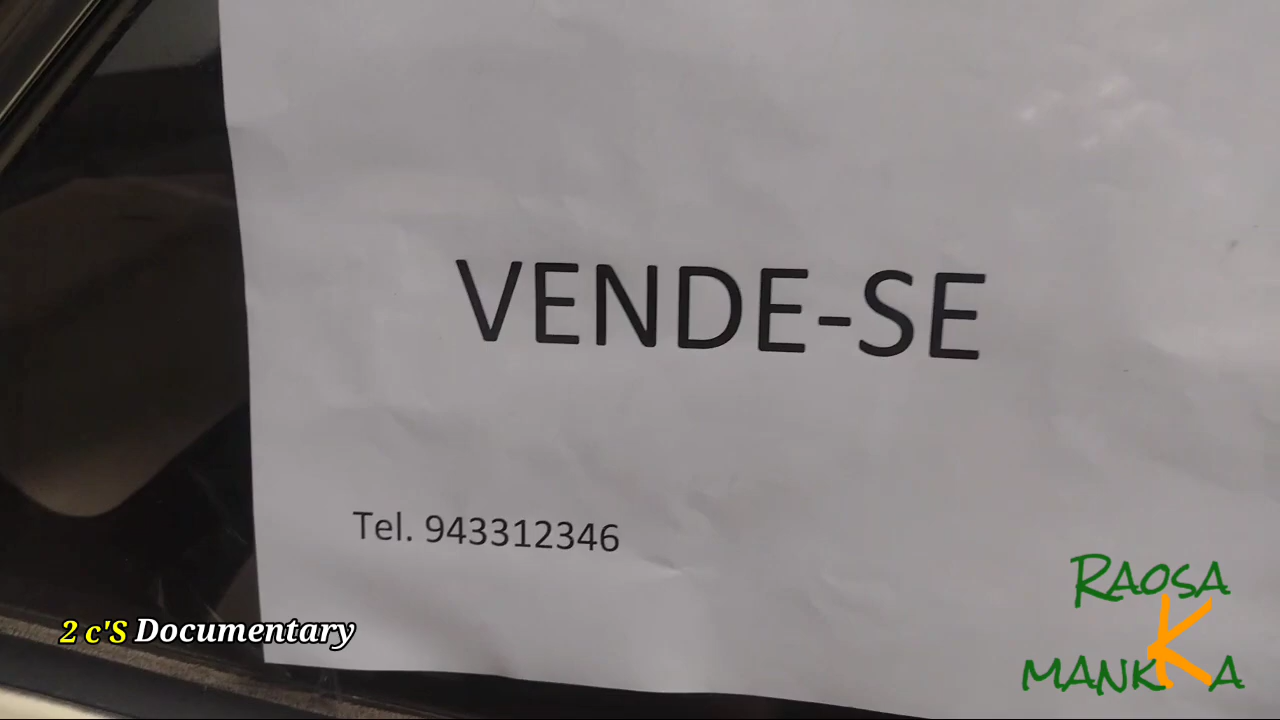 VENDE-SE
Tel. 943312346
2 c'S Documentary
RAOSA
K
MANKKA